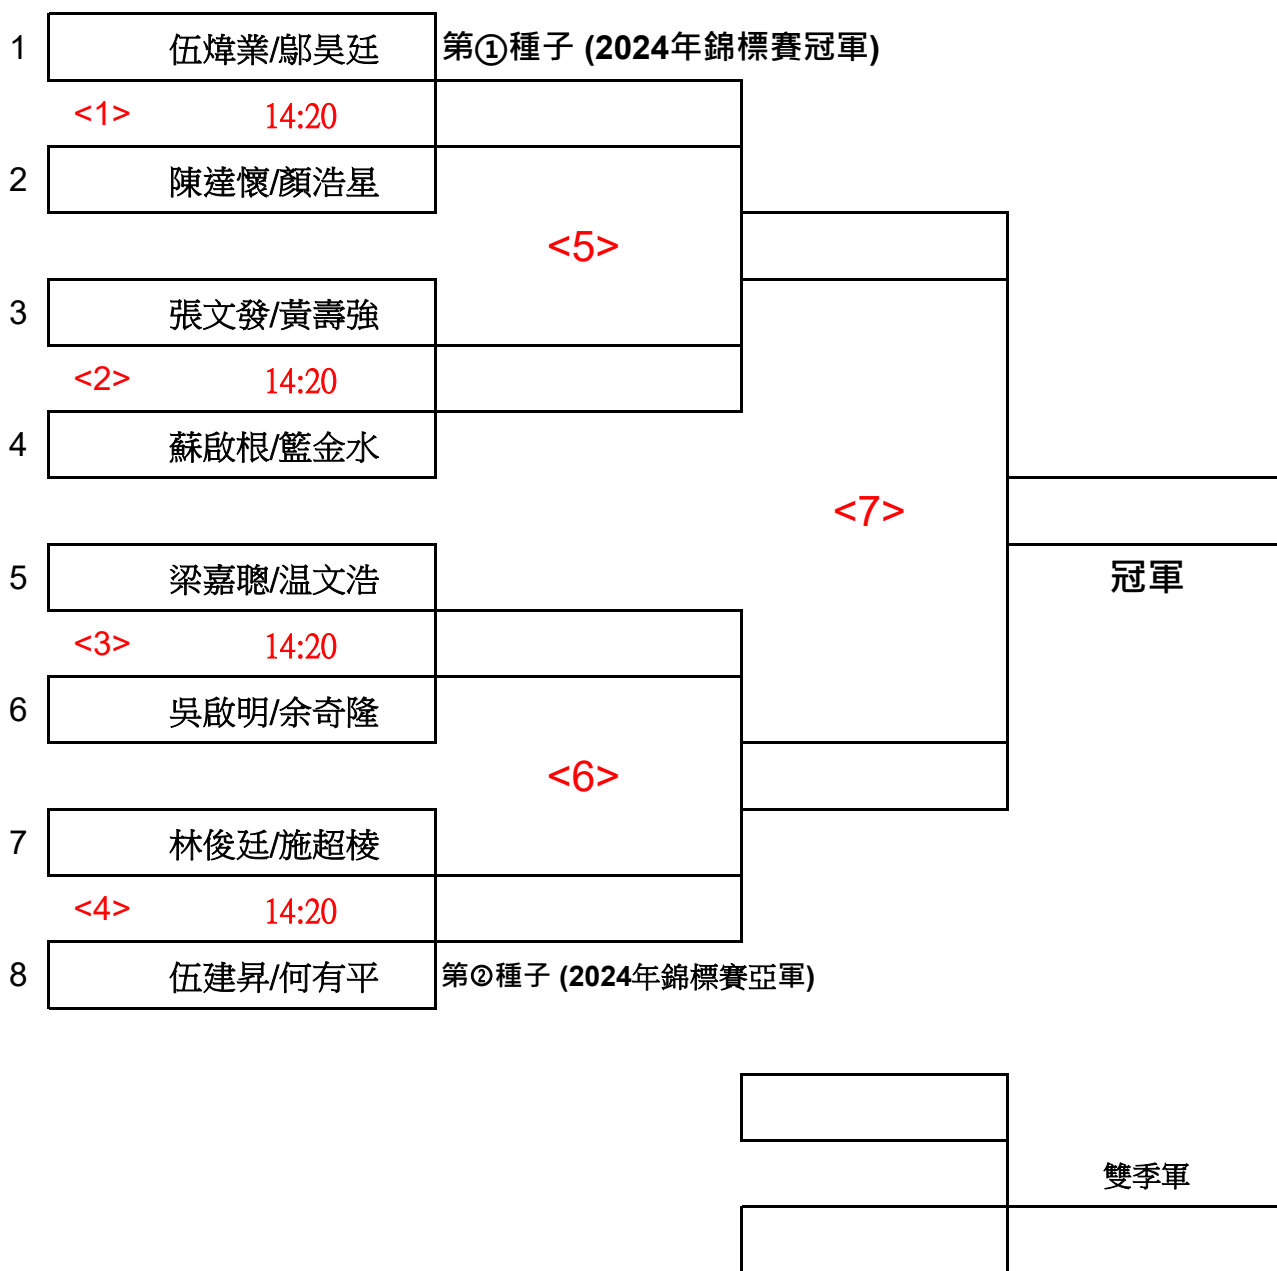 1 伍煒業/鄔昊廷 第①種子 (2024年錦標賽冠軍)
<1> 14:20
2 陳達懷/顏浩星
<5>
3 張文發/黃壽強
<2> 14:20
4 蘇啟根/籃金水
<7>
5 梁嘉聰/温文浩 冠軍
<3> 14:20
6 吳啟明/余奇隆
<6>
7 林俊廷/施超棱
<4> 14:20
8 伍建昇/何有平 第②種子 (2024年錦標賽亞軍)
雙季軍